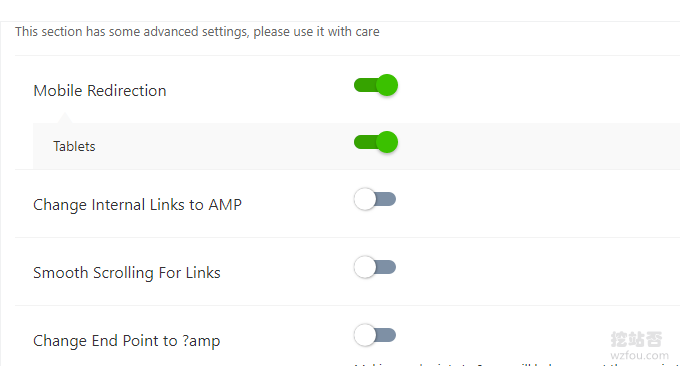 This section has some advanced settings, please use it with care
Mobile Redirection
Tablets
Change Internal Links to AMP
Smooth Scrolling For Links
Change End Point to ?amp
挖站否
wzfou.com